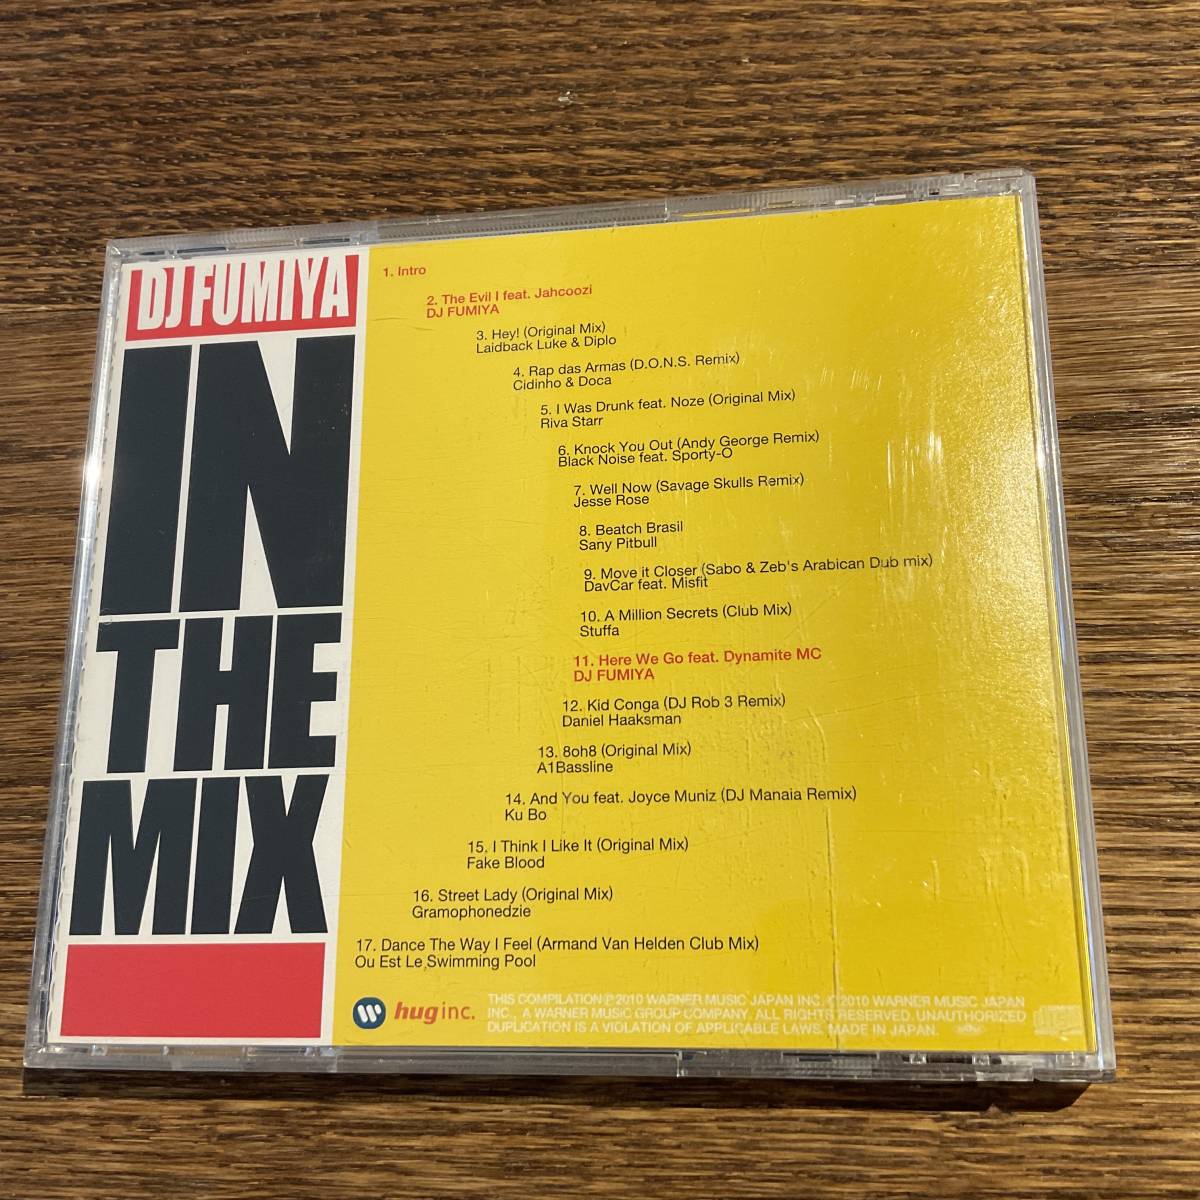 DJ FUMIYA
IN
THE
MIX
1. Intro
2. The Evil I feat. Jahcoozi
DJ FUMIYA
3. Hey! (Original Mix)
Laidback Luke & Diplo
4. Rap das Armas (D.O.N.S. Remix)
Cidinho & Doca
5. I Was Drunk feat. Noze (Original Mix)
Riva Starr
6. Knock You Out (Andy George Remix)
Black Noise feat. Sporty-O
7. Well Now (Savage Skulls Remix)
Jesse Rose
8. Beatch Brasil
Sany Pitbull
9. Move it Closer (Sabo & Zeb's Arabican Dub mix)
DavCar feat. Misfit
10. A Million Secrets (Club Mix)
Stuffa
11. Here We Go feat. Dynamite MC
DJ FUMIYA
12. Kid Conga (DJ Rob 3 Remix)
Daniel Haaksman
13. 8oh8 (Original Mix)
A1Bassline
14. And You feat. Joyce Muniz (DJ Manaia Remix)
Ku Bo
15. I Think I Like It (Original Mix)
Fake Blood
16. Street Lady (Original Mix)
Gramophonedzie
17. Dance The Way I Feel (Armand Van Helden Club Mix)
Ou Est Le Swimming Pool
hug inc.
THIS COMPILATION ℗ 2010 WARNER MUSIC JAPAN INC. © 2010 WARNER MUSIC JAPAN
INC., A WARNER MUSIC GROUP COMPANY. ALL RIGHTS RESERVED. UNAUTHORIZED
DUPLICATION IS A VIOLATION OF APPLICABLE LAWS. MADE IN JAPAN.